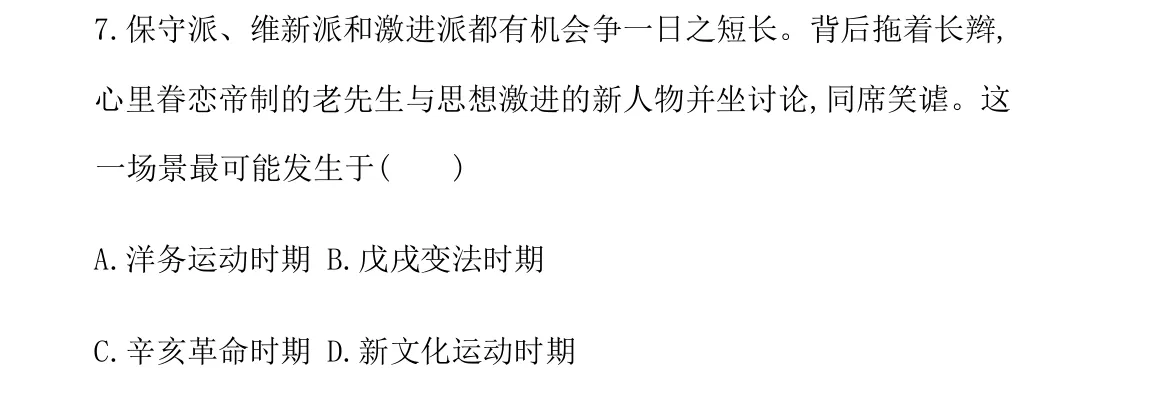 7.保守派、维新派和激进派都有机会争一日之短长。背后拖着长辫,
心里眷恋帝制的老先生与思想激进的新人物并坐讨论,同席笑谑。这
一场景最可能发生于(　　)
A.洋务运动时期 B.戊戌变法时期
C.辛亥革命时期 D.新文化运动时期